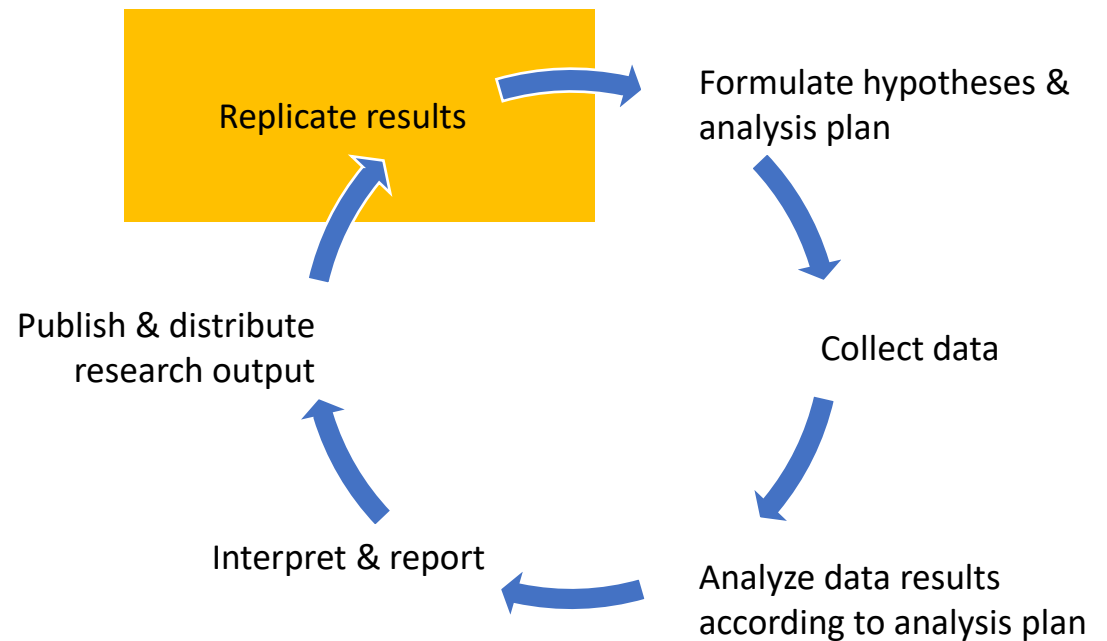 Replicate results
Formulate hypotheses &
analysis plan
Collect data
Analyze data results
according to analysis plan
Interpret & report
Publish & distribute
research output